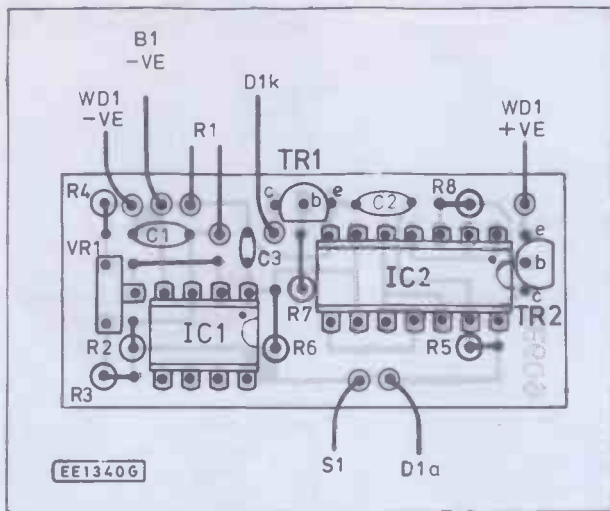 B1
-VE
WD1
-VE
R1
D1k
WD1
+VE
TR1
R4
c
b
e
C2
R8
C1
VR1
C3
e
b
c
IC2
TR2
R7
IC1
R2
R6
R5
R3
S1
D1a
EE1340G